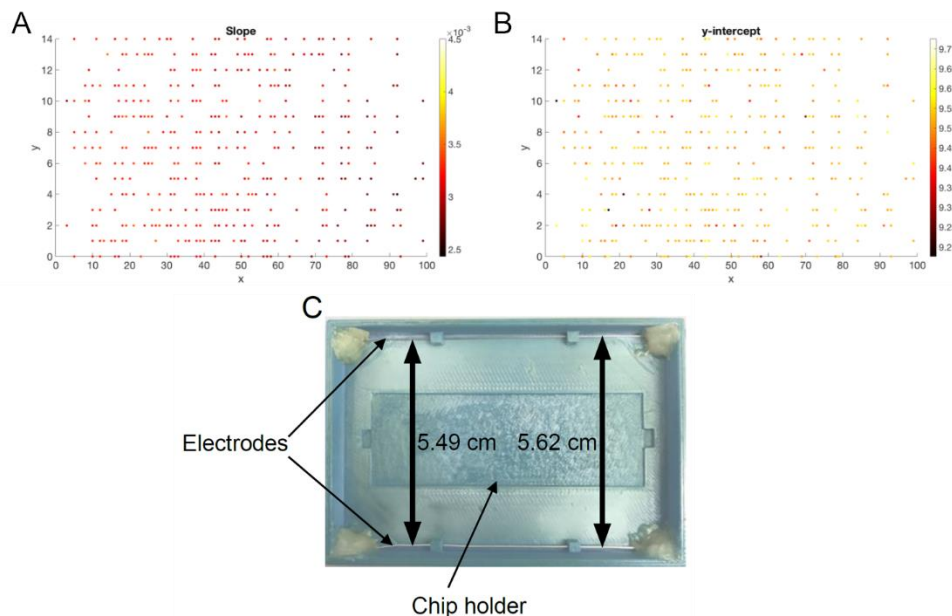 A
Slope
×10⁻³
14
12
10
8
6
4
2
0
y
0 10 20 30 40 50 60 70 80 90 100
x
4.5
4
3.5
3
2.5
B
y-intercept
14
12
10
8
6
4
2
0
y
0 10 20 30 40 50 60 70 80 90 100
x
9.7
9.6
9.6
9.5
9.5
9.4
9.4
9.3
9.3
9.2
9.2
C
Electrodes
5.49 cm 5.62 cm
Chip holder